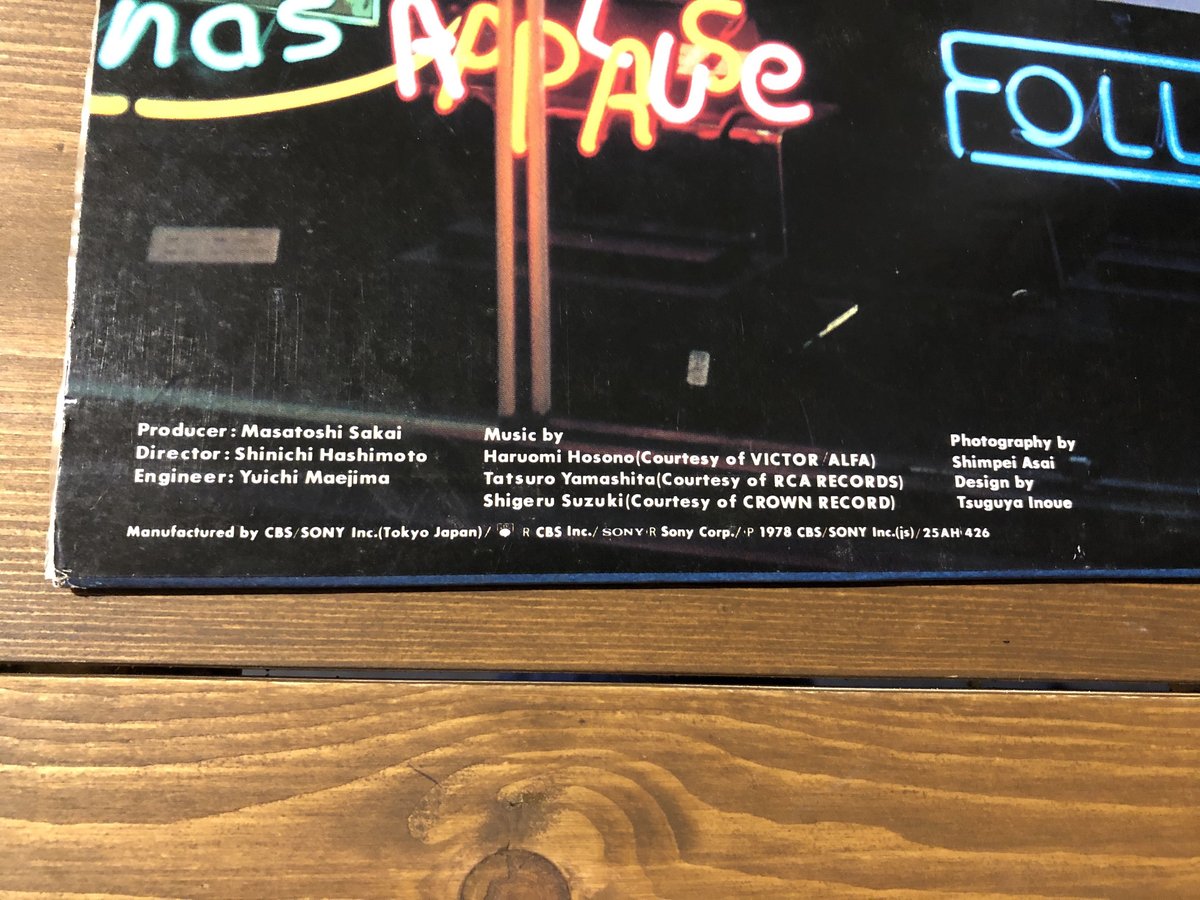 nas
APPLAUSe
FOLL
Producer: Masatoshi Sakai
Director: Shinichi Hashimoto
Engineer: Yuichi Maejima
Music by
Haruomi Hosono(Courtesy of VICTOR/ALFA)
Tatsuro Yamashita(Courtesy of RCA RECORDS)
Shigeru Suzuki(Courtesy of CROWN RECORD)
Photography by
Shimpei Asai
Design by
Tsuguya Inoue
Manufactured by CBS/SONY Inc.(Tokyo Japan)/ R CBS Inc./ SONY R Sony Corp./ P 1978 CBS/SONY Inc.(js)/25AH 426